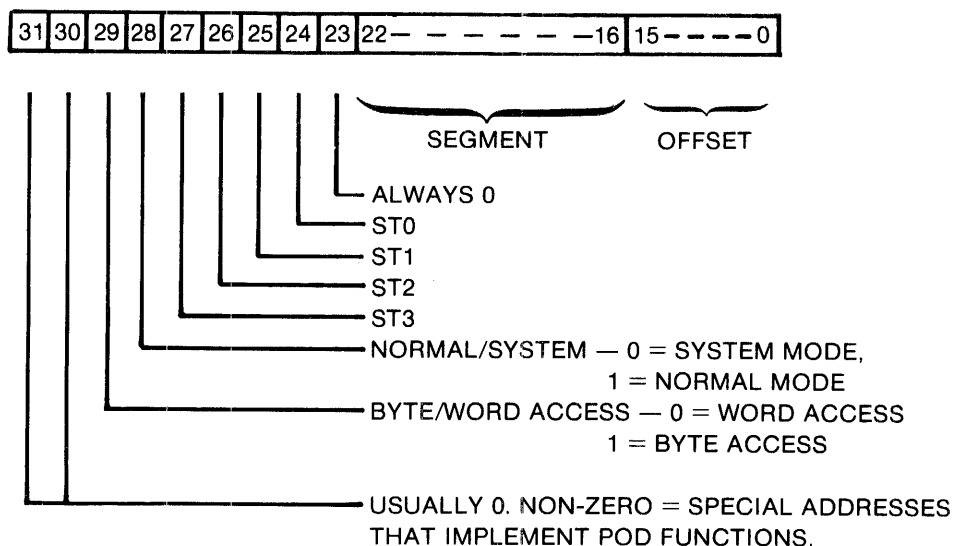 31 30 29 28 27 26 25 24 23 22 — — — — — — —16 15 – – – – 0
SEGMENT OFFSET
ALWAYS 0
ST0
ST1
ST2
ST3
NORMAL/SYSTEM — 0 = SYSTEM MODE,
1 = NORMAL MODE
BYTE/WORD ACCESS — 0 = WORD ACCESS
1 = BYTE ACCESS
USUALLY 0. NON-ZERO = SPECIAL ADDRESSES
THAT IMPLEMENT POD FUNCTIONS.